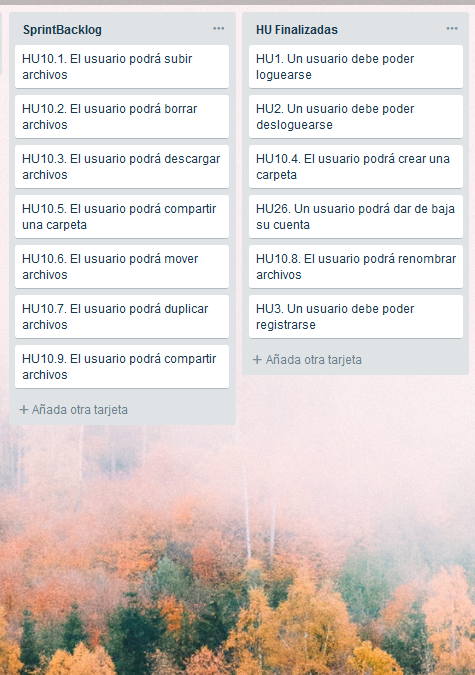 SprintBacklog
HU10.1. El usuario podrá subir
archivos
HU10.2. El usuario podrá borrar
archivos
HU10.3. El usuario podrá descargar
archivos
HU10.5. El usuario podrá compartir
una carpeta
HU10.6. El usuario podrá mover
archivos
HU10.7. El usuario podrá duplicar
archivos
HU10.9. El usuario podrá compartir
archivos
+ Añada otra tarjeta
HU Finalizadas
HU1. Un usuario debe poder
loguearse
HU2. Un usuario debe poder
desloguearse
HU10.4. El usuario podrá crear una
carpeta
HU26. Un usuario podrá dar de baja
su cuenta
HU10.8. El usuario podrá renombrar
archivos
HU3. Un usuario debe poder
registrarse
+ Añada otra tarjeta